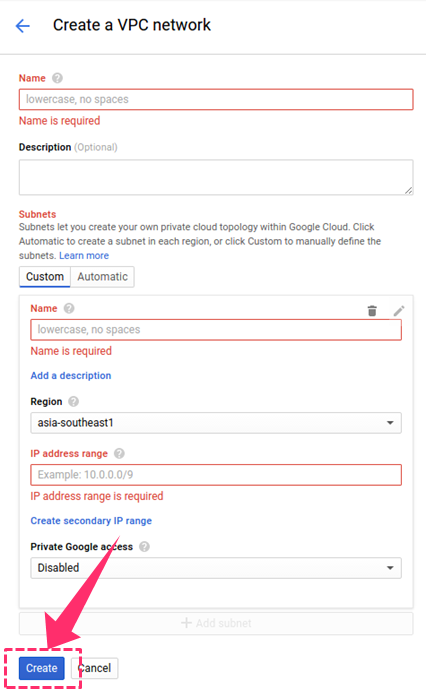 Create a VPC network
Name
lowercase, no spaces
Name is required
Description (Optional)
Subnets
Subnets let you create your own private cloud topology within Google Cloud. Click
Automatic to create a subnet in each region, or click Custom to manually define the
subnets. Learn more
Custom Automatic
Name
lowercase, no spaces
Name is required
Add a description
Region
asia-southeast1
IP address range
Example: 10.0.0.0/9
IP address range is required
Create secondary IP range
Private Google access
Disabled
+ Add subnet
Create Cancel